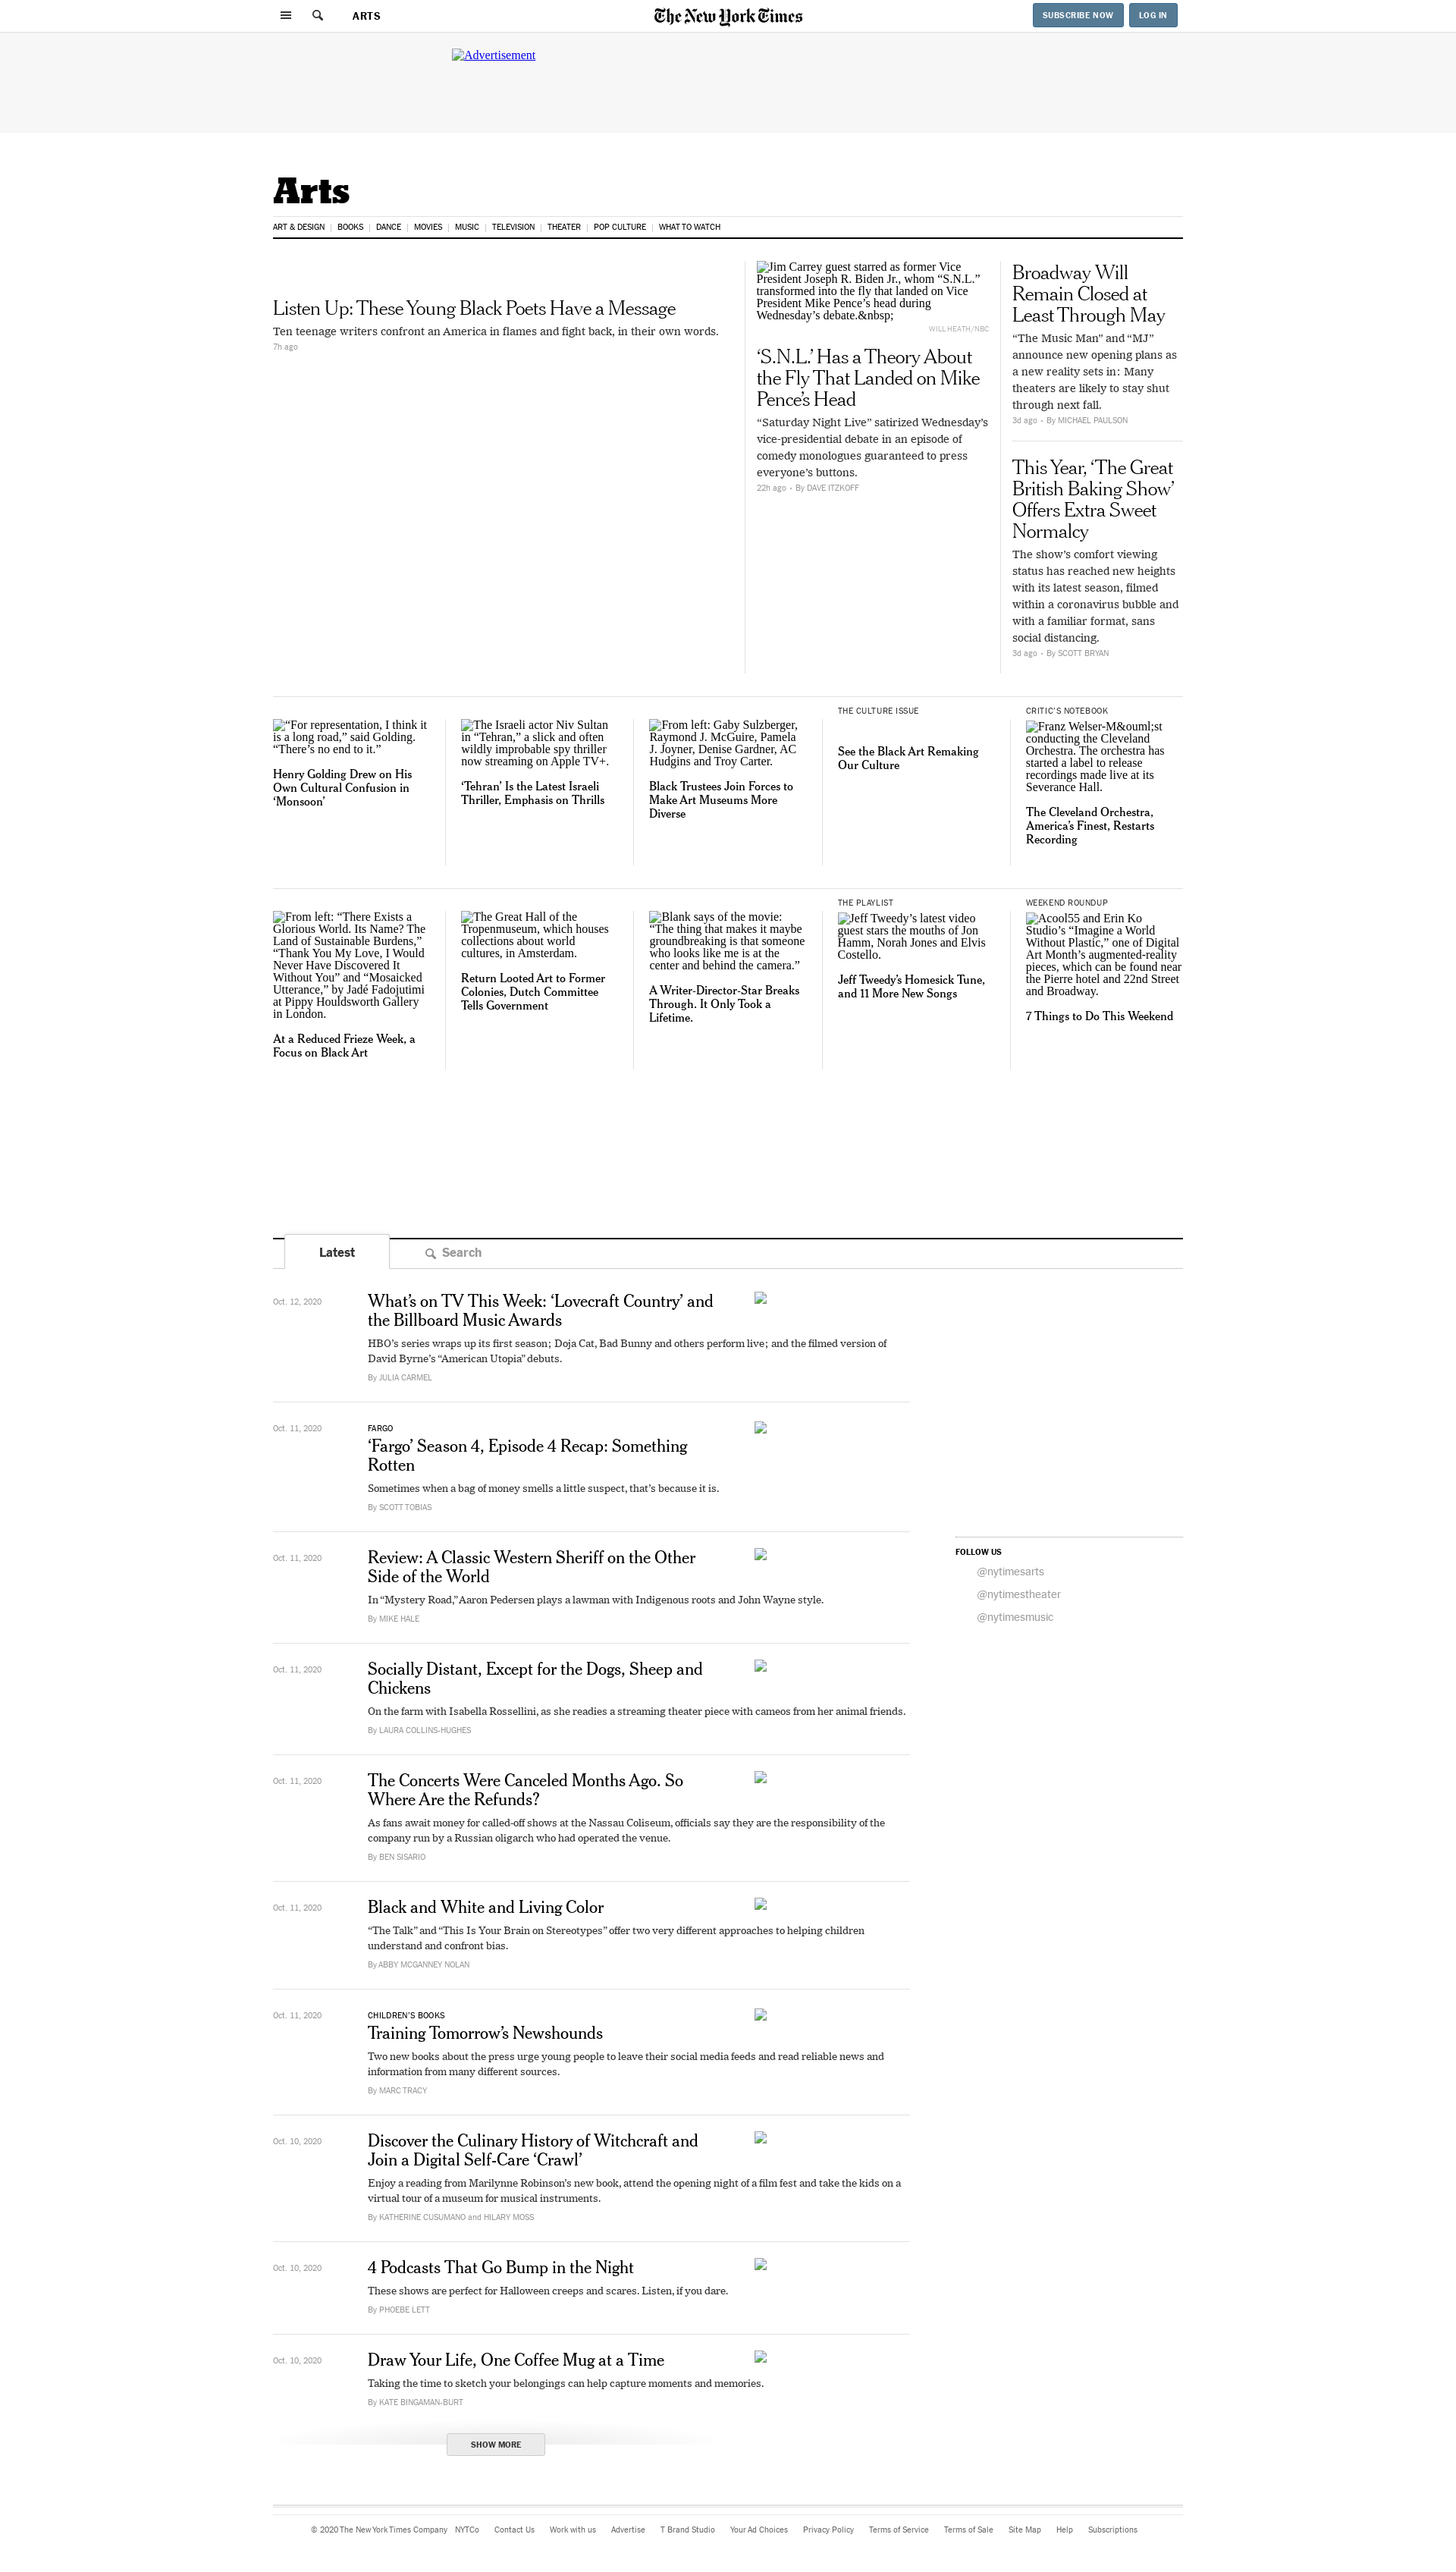 ARTS
The New York Times
SUBSCRIBE NOW
LOG IN
Advertisement
Arts
ART & DESIGN
BOOKS
DANCE
MOVIES
MUSIC
TELEVISION
THEATER
POP CULTURE
WHAT TO WATCH
Listen Up: These Young Black Poets Have a Message
Ten teenage writers confront an America in flames and fight back, in their own words.
7h ago
Jim Carrey guest starred as former Vice
President Joseph R. Biden Jr., whom “S.N.L.”
transformed into the fly that landed on Vice
President Mike Pence’s head during
Wednesday’s debate.&nbsp;
WILL HEATH/NBC
‘S.N.L.’ Has a Theory About
the Fly That Landed on Mike
Pence’s Head
“Saturday Night Live” satirized Wednesday’s
vice-presidential debate in an episode of
comedy monologues guaranteed to press
everyone’s buttons.
22h ago • By DAVE ITZKOFF
Broadway Will
Remain Closed at
Least Through May
“The Music Man” and “MJ”
announce new opening plans as
a new reality sets in: Many
theaters are likely to stay shut
through next fall.
3d ago • By MICHAEL PAULSON
This Year, ‘The Great
British Baking Show’
Offers Extra Sweet
Normalcy
The show’s comfort viewing
status has reached new heights
with its latest season, filmed
within a coronavirus bubble and
with a familiar format, sans
social distancing.
3d ago • By SCOTT BRYAN
“For representation, I think it
is a long road,” said Golding.
“There’s no end to it.”
Henry Golding Drew on His
Own Cultural Confusion in
‘Monsoon’
The Israeli actor Niv Sultan
in “Tehran,” a slick and often
wildly improbable spy thriller
now streaming on Apple TV+.
‘Tehran’ Is the Latest Israeli
Thriller, Emphasis on Thrills
From left: Gaby Sulzberger,
Raymond J. McGuire, Pamela
J. Joyner, Denise Gardner, AC
Hudgins and Troy Carter.
Black Trustees Join Forces to
Make Art Museums More
Diverse
THE CULTURE ISSUE
See the Black Art Remaking
Our Culture
CRITIC’S NOTEBOOK
Franz Welser-M&ouml;st
conducting the Cleveland
Orchestra. The orchestra has
started a label to release
recordings made live at its
Severance Hall.
The Cleveland Orchestra,
America’s Finest, Restarts
Recording
From left: “There Exists a
Glorious World. Its Name? The
Land of Sustainable Burdens,”
“Thank You My Love, I Would
Never Have Discovered It
Without You” and “Mosaicked
Utterance,” by Jadé Fadojutimi
at Pippy Houldsworth Gallery
in London.
At a Reduced Frieze Week, a
Focus on Black Art
The Great Hall of the
Tropenmuseum, which houses
collections about world
cultures, in Amsterdam.
Return Looted Art to Former
Colonies, Dutch Committee
Tells Government
Blank says of the movie:
“The thing that makes it maybe
groundbreaking is that someone
who looks like me is at the
center and behind the camera.”
A Writer-Director-Star Breaks
Through. It Only Took a
Lifetime.
THE PLAYLIST
Jeff Tweedy’s latest video
guest stars the mouths of Jon
Hamm, Norah Jones and Elvis
Costello.
Jeff Tweedy’s Homesick Tune,
and 11 More New Songs
WEEKEND ROUNDUP
Acool55 and Erin Ko
Studio’s “Imagine a World
Without Plastic,” one of Digital
Art Month’s augmented-reality
pieces, which can be found near
the Pierre hotel and 22nd Street
and Broadway.
7 Things to Do This Weekend
Latest
Search
Oct. 12, 2020
What’s on TV This Week: ‘Lovecraft Country’ and
the Billboard Music Awards
HBO’s series wraps up its first season; Doja Cat, Bad Bunny and others perform live; and the filmed version of
David Byrne’s “American Utopia” debuts.
By JULIA CARMEL
Oct. 11, 2020
FARGO
‘Fargo’ Season 4, Episode 4 Recap: Something
Rotten
Sometimes when a bag of money smells a little suspect, that’s because it is.
By SCOTT TOBIAS
Oct. 11, 2020
Review: A Classic Western Sheriff on the Other
Side of the World
In “Mystery Road,” Aaron Pedersen plays a lawman with Indigenous roots and John Wayne style.
By MIKE HALE
FOLLOW US
@nytimesarts
@nytimestheater
@nytimesmusic
Oct. 11, 2020
Socially Distant, Except for the Dogs, Sheep and
Chickens
On the farm with Isabella Rossellini, as she readies a streaming theater piece with cameos from her animal friends.
By LAURA COLLINS-HUGHES
Oct. 11, 2020
The Concerts Were Canceled Months Ago. So
Where Are the Refunds?
As fans await money for called-off shows at the Nassau Coliseum, officials say they are the responsibility of the
company run by a Russian oligarch who had operated the venue.
By BEN SISARIO
Oct. 11, 2020
Black and White and Living Color
“The Talk” and “This Is Your Brain on Stereotypes” offer two very different approaches to helping children
understand and confront bias.
By ABBY MCGANNEY NOLAN
Oct. 11, 2020
CHILDREN’S BOOKS
Training Tomorrow’s Newshounds
Two new books about the press urge young people to leave their social media feeds and read reliable news and
information from many different sources.
By MARC TRACY
Oct. 10, 2020
Discover the Culinary History of Witchcraft and
Join a Digital Self-Care ‘Crawl’
Enjoy a reading from Marilynne Robinson’s new book, attend the opening night of a film fest and take the kids on a
virtual tour of a museum for musical instruments.
By KATHERINE CUSUMANO and HILARY MOSS
Oct. 10, 2020
4 Podcasts That Go Bump in the Night
These shows are perfect for Halloween creeps and scares. Listen, if you dare.
By PHOEBE LETT
Oct. 10, 2020
Draw Your Life, One Coffee Mug at a Time
Taking the time to sketch your belongings can help capture moments and memories.
By KATE BINGAMAN-BURT
SHOW MORE
© 2020 The New York Times Company NYTCo Contact Us Work with us Advertise T Brand Studio Your Ad Choices Privacy Policy Terms of Service Terms of Sale Site Map Help Subscriptions